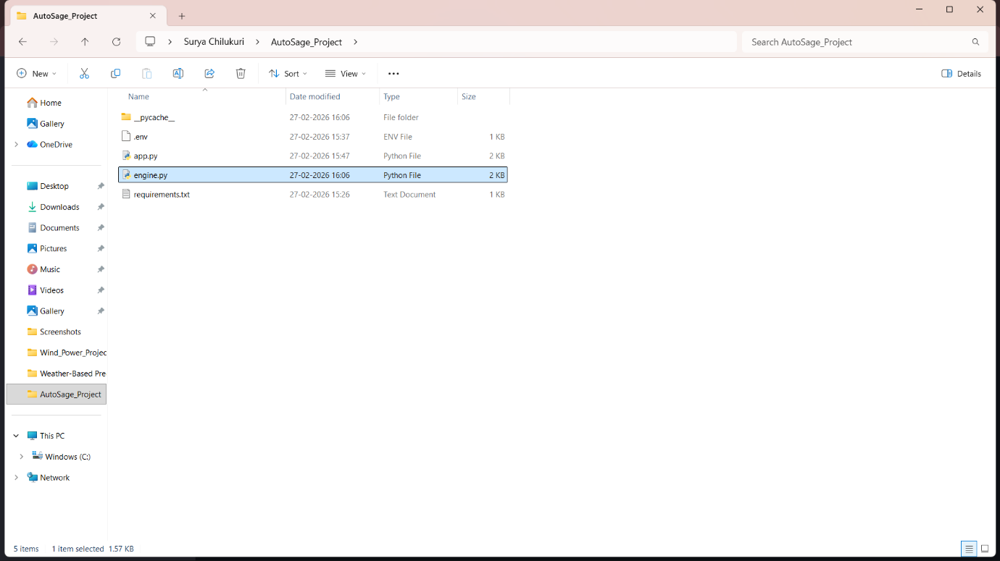 AutoSage_Project
Surya Chilukuri
AutoSage_Project
Search AutoSage_Project
New
Sort
View
Details
Name Date modified Type Size
Home
Gallery
OneDrive
Desktop
Downloads
Documents
Pictures
Music
Videos
Gallery
Screenshots
Wind_Power_Projec
Weather-Based Pre
AutoSage_Project
This PC
Windows (C:)
Network
__pycache__ 27-02-2026 16:06 File folder
.env 27-02-2026 15:37 ENV File 1 KB
app.py 27-02-2026 15:47 Python File 2 KB
engine.py 27-02-2026 16:06 Python File 2 KB
requirements.txt 27-02-2026 15:26 Text Document 1 KB
5 items 1 item selected 1.57 KB